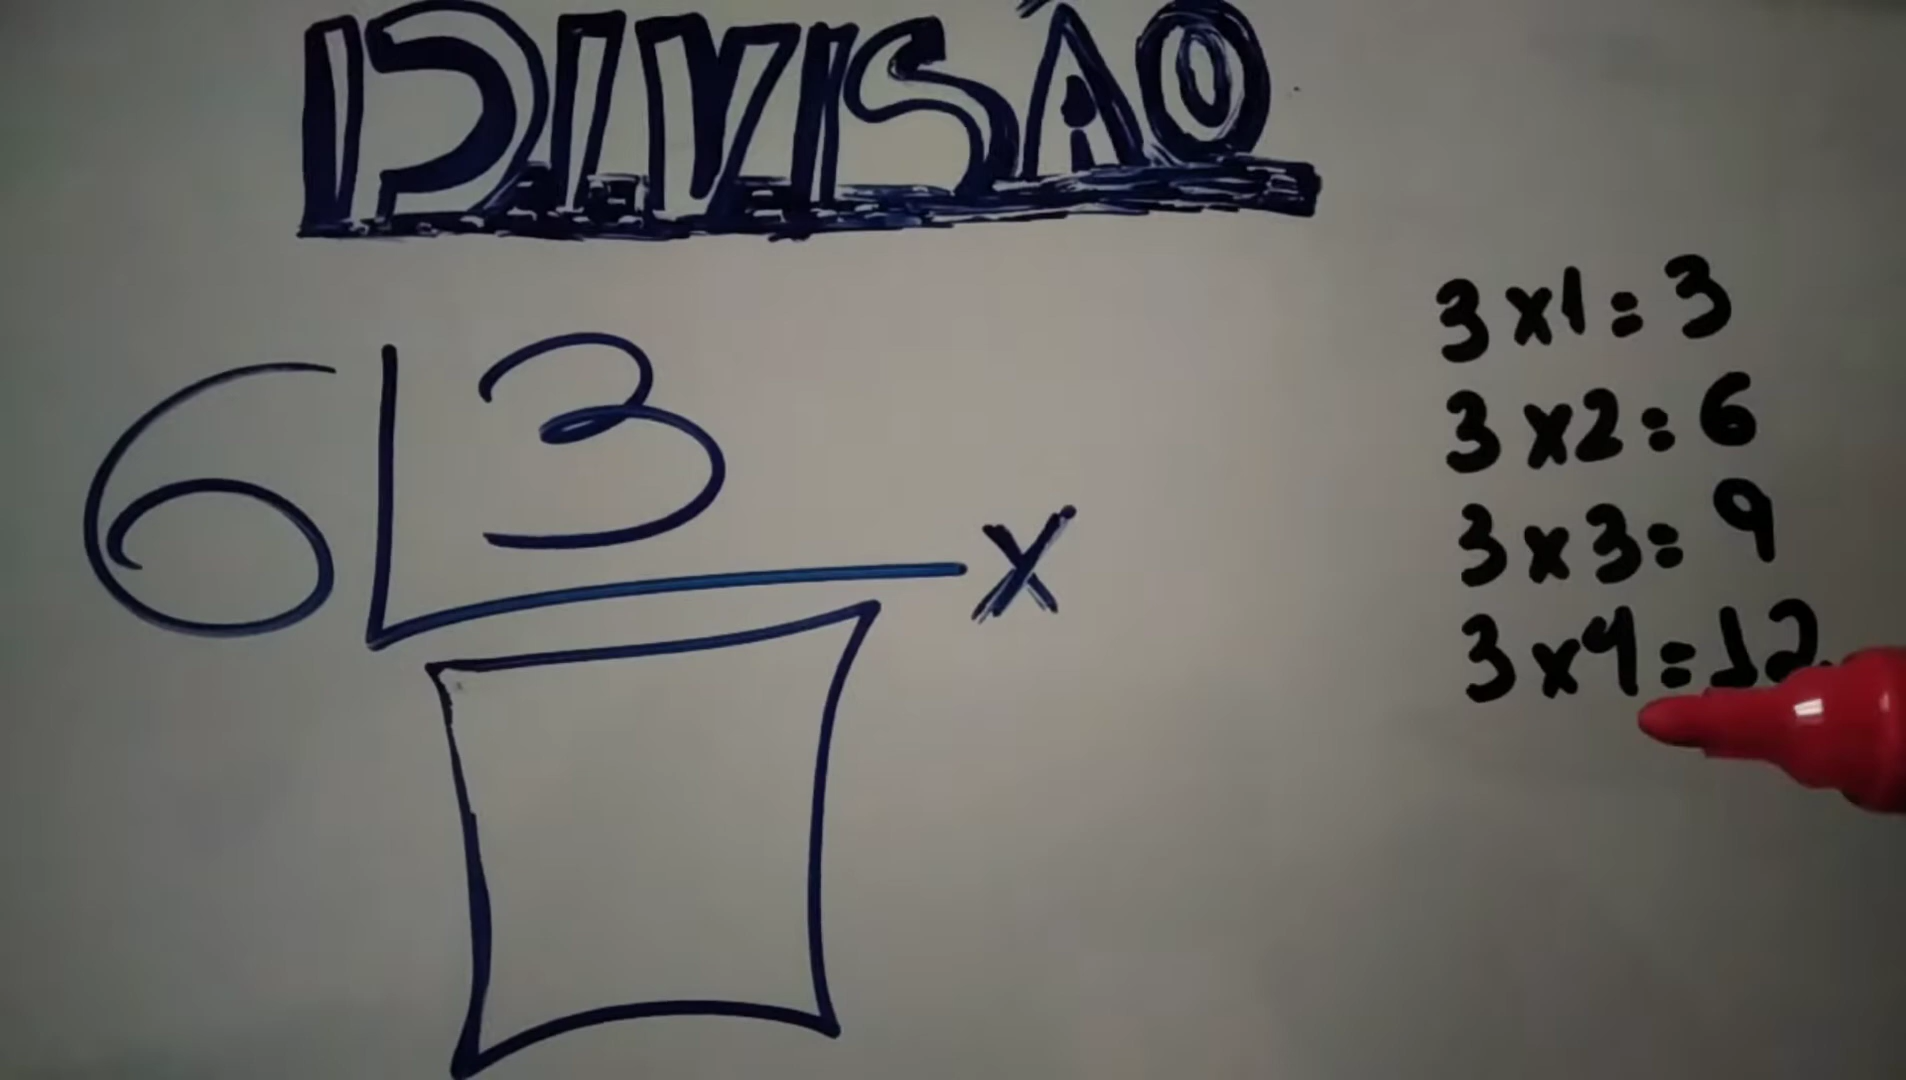 DIVISÃO
6 3
x
3 x 1 = 3
3 x 2 = 6
3 x 3 = 9
3 x 4 = 12